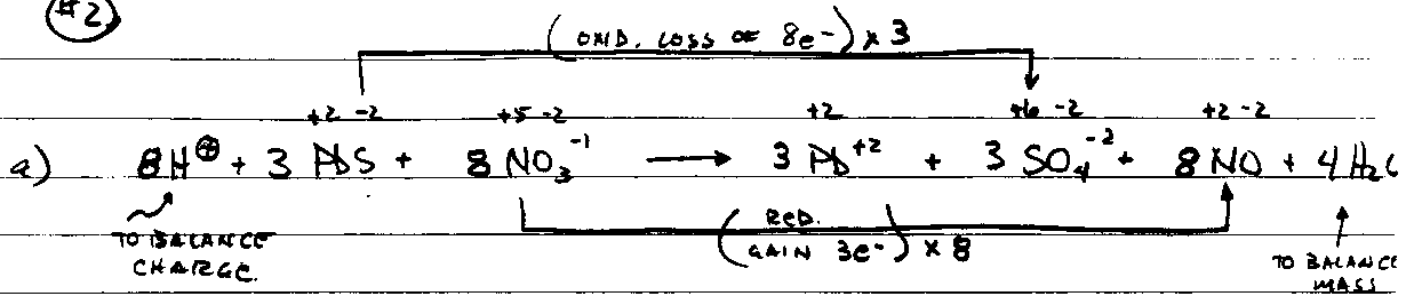 #2
(OXID. LOSS OF 8e-) x 3
+2 -2 +5 -2 +2 +6 -2 +2 -2
a) 8H⊕ + 3 PbS + 8 NO₃⁻¹ ⟶ 3 Pb⁺² + 3 SO₄⁻² + 8 NO + 4 H₂O
TO BALANCE CHARGE.
(RED. GAIN 3e-) x 8
TO BALANCE MASS